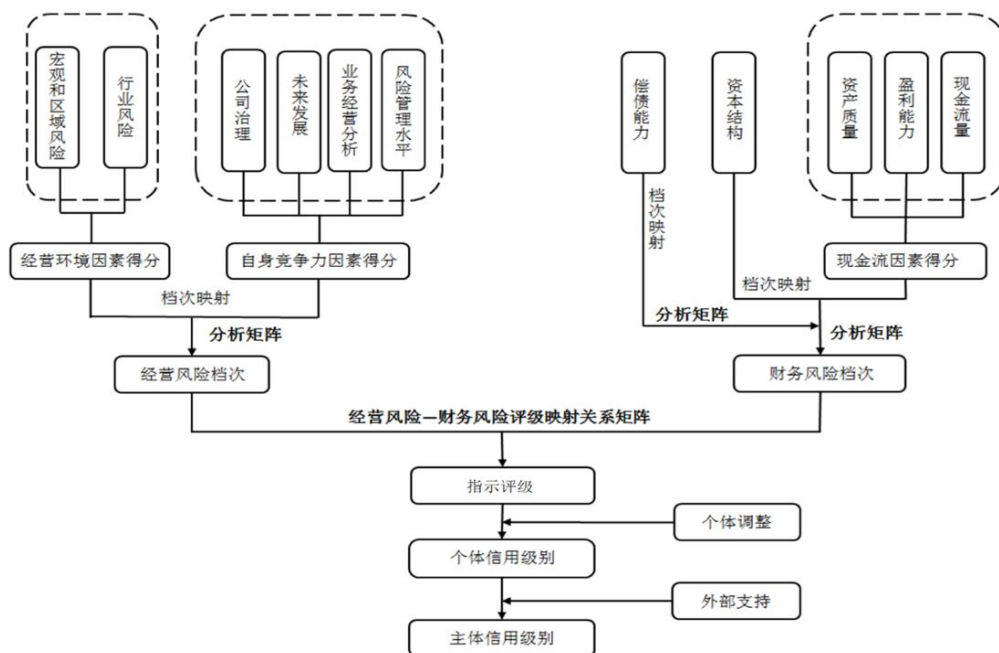 宏观和区域风险
行业风险
公司治理
未来发展
业务经营分析
风险管理水平
偿债能力
资本结构
资产质量
盈利能力
现金流量
档次映射
经营环境因素得分
自身竞争力因素得分
现金流因素得分
档次映射
档次映射
分析矩阵
分析矩阵
分析矩阵
经营风险档次
财务风险档次
经营风险—财务风险评级映射关系矩阵
指示评级
个体调整
个体信用级别
外部支持
主体信用级别